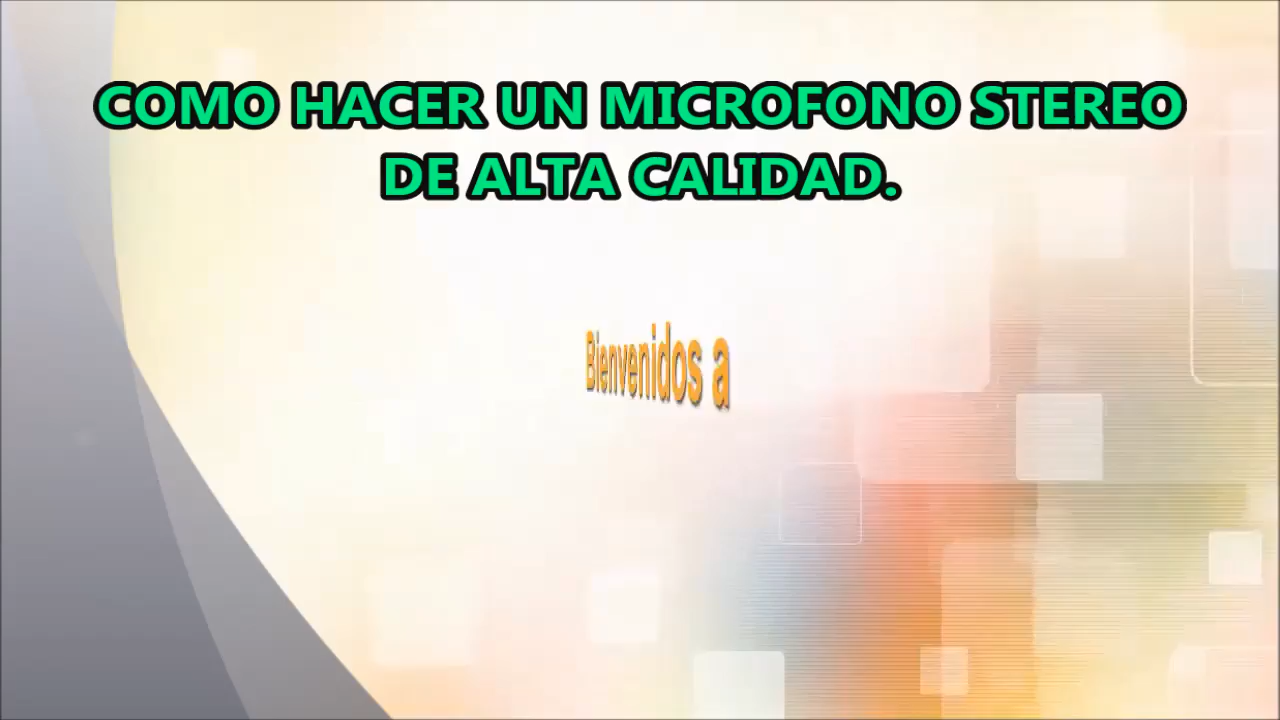 COMO HACER UN MICROFONO STEREO
DE ALTA CALIDAD.
Bienvenidos a